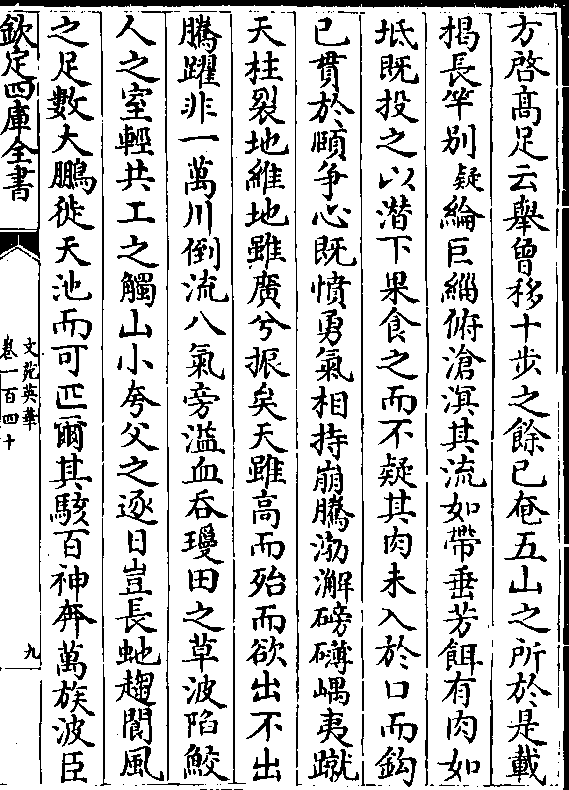 方啓髙足云舉曾移十歩之餘已奄五山之所於是載
揭長竿别疑綸巨緇俯滄溟其流如帶垂芳餌有肉如
坻既投之以潜下果食之而不疑其肉未入於口而鈎
已貫於頥争心既憤勇氣相持崩騰渤澥磅礴嵎夷蹴
天柱裂地維地雖廣兮振矣天雖高而殆而欲出不出
騰躍非一萬川倒流八氣旁溢血吞瓊田之草波陷鮫
人之室輕共工之觸山小夸父之逐日豈長虵趨閬風
之足數大鵬徙天池而可匹爾其駭百神奔萬族波臣
欽定四庫全書
文苑英華
卷一百四十
九